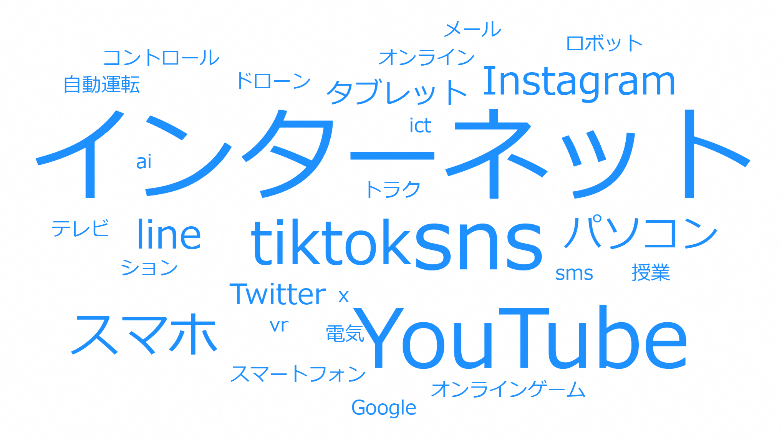 メール
ロボット
コントロール
オンライン
自動運転
ドローン
タブレット
Instagram
インターネット
ict
ai
トラク
テレビ
line
tiktok
sns
パソコン
ション
sms
授業
Twitter
x
スマホ
vr
電気
YouTube
スマートフォン
オンラインゲーム
Google